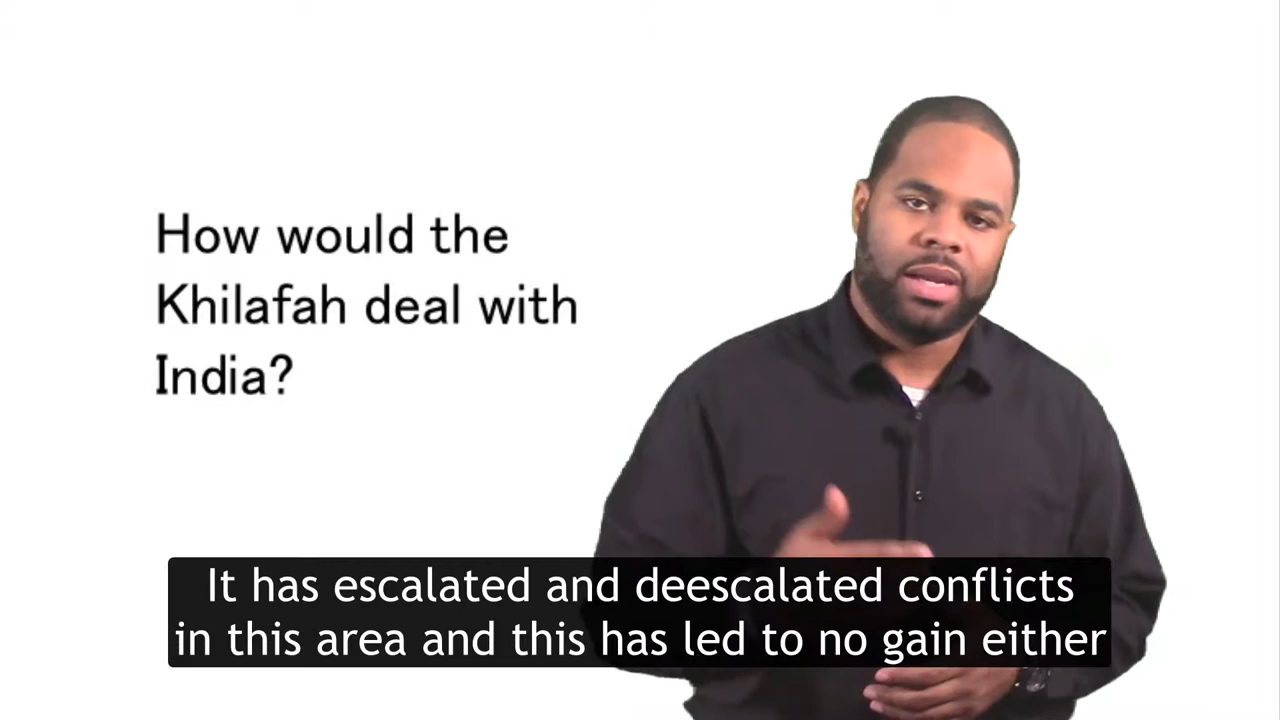 How would the
Khilafah deal with
India?
It has escalated and deescalated conflicts
in this area and this has led to no gain either